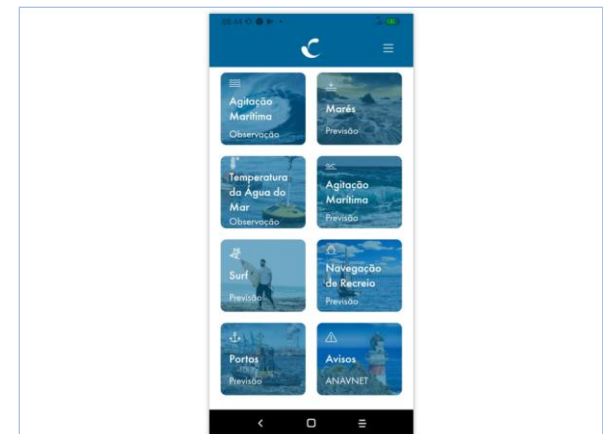 Agitação
Marítima
Observação
Marés
Previsão
Temperatura
da Água do
Mar
Observação
Agitação
Marítima
Previsão
Surf
Previsão
Navegação
de Recreio
Previsão
Portos
Previsão
Avisos
ANAVNET